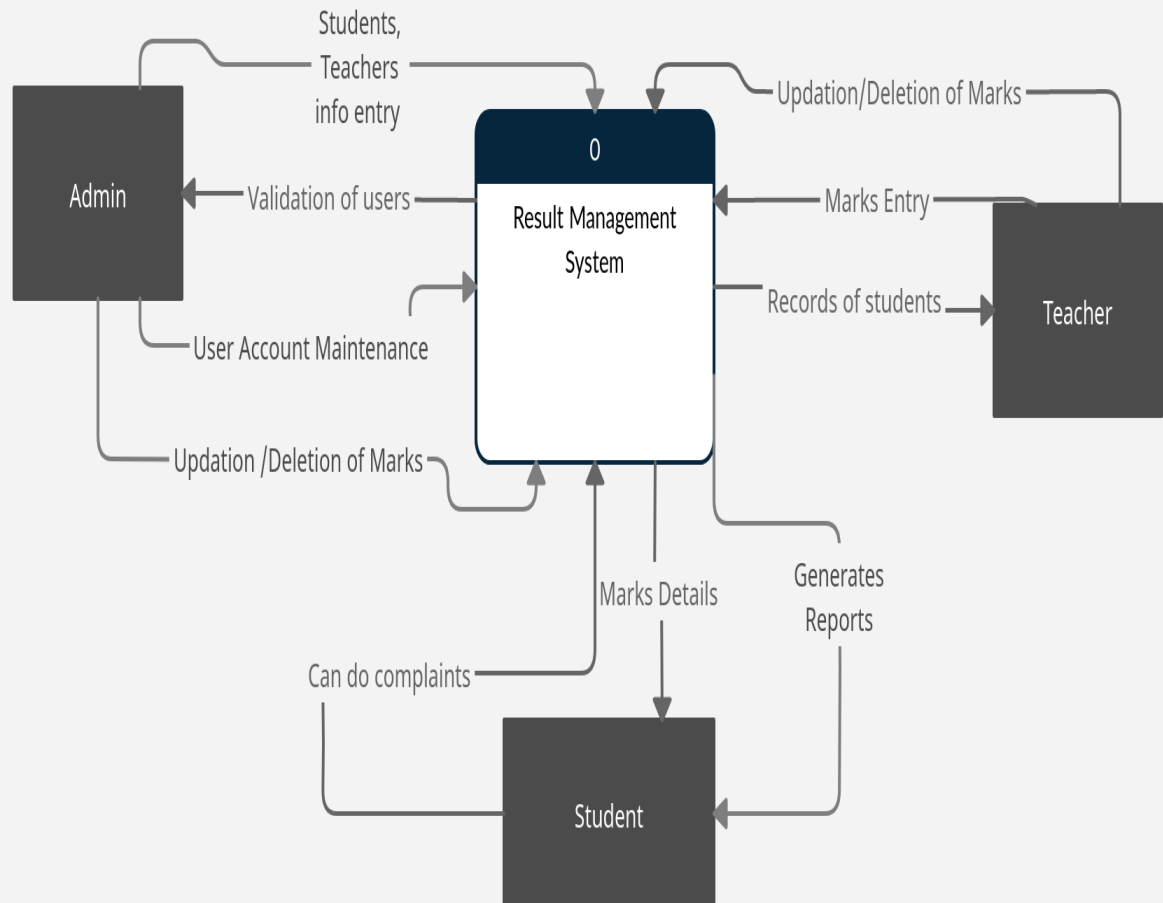 Students,
Teachers
info entry
Updation/Deletion of Marks
0
Admin
Validation of users
Marks Entry
Result Management
System
Records of students
Teacher
User Account Maintenance
Updation /Deletion of Marks
Generates
Reports
Marks Details
Can do complaints
Student